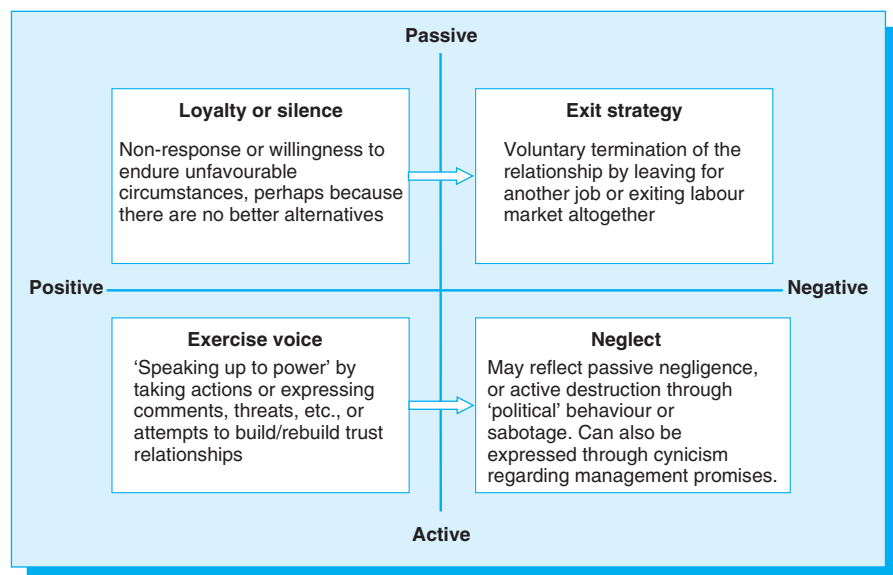 Passive
Loyalty or silence
Non-response or willingness to
endure unfavourable
circumstances, perhaps because
there are no better alternatives
Exit strategy
Voluntary termination of the
relationship by leaving for
another job or exiting labour
market altogether
Positive
Negative
Exercise voice
‘Speaking up to power’ by
taking actions or expressing
comments, threats, etc., or
attempts to build/rebuild trust
relationships
Neglect
May reflect passive negligence,
or active destruction through
‘political’ behaviour or
sabotage. Can also be
expressed through cynicism
regarding management promises.
Active